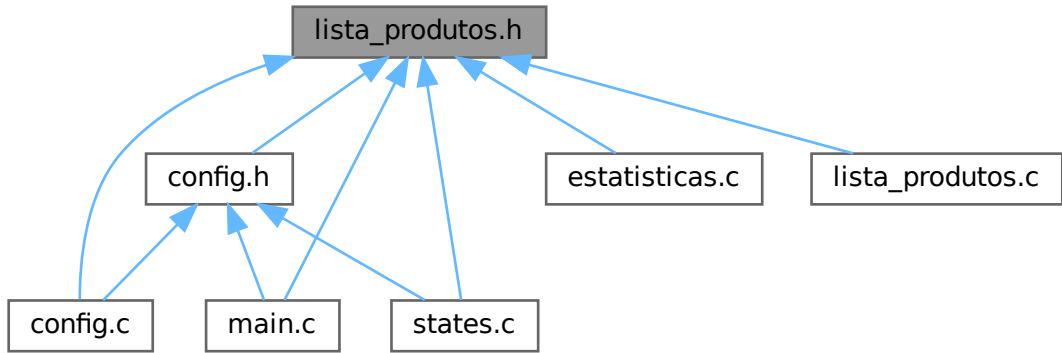 lista_produtos.h
config.h
estatisticas.c
lista_produtos.c
config.c
main.c
states.c